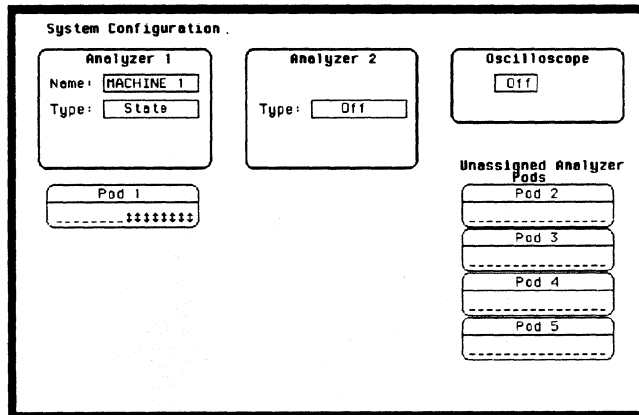 System Configuration
Analyzer 1
Name: MACHINE 1
Type: State
Analyzer 2
Type: Off
Oscilloscope
Off
Pod 1
--------‡‡‡‡‡‡‡‡
Unassigned Analyzer
Pods
Pod 2
----------------
Pod 3
----------------
Pod 4
----------------
Pod 5
----------------